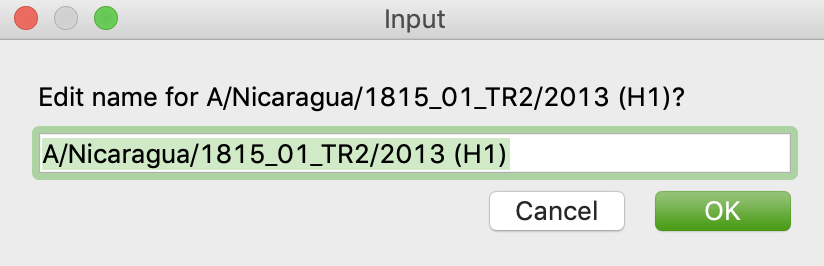 Input
Edit name for A/Nicaragua/1815_01_TR2/2013 (H1)?
A/Nicaragua/1815_01_TR2/2013 (H1)
Cancel
OK